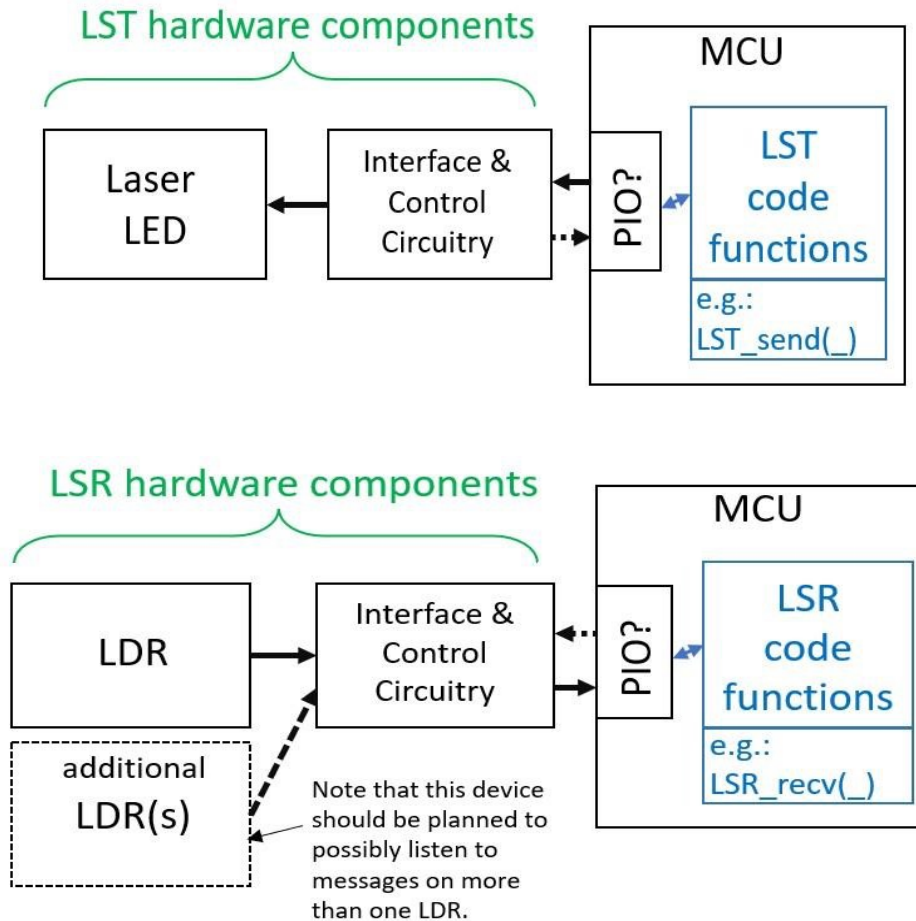 LST hardware components
MCU
Laser
LED
Interface &
Control
Circuitry
PIO?
LST
code
functions
e.g.:
LST_send(_)
LSR hardware components
MCU
LDR
Interface &
Control
Circuitry
PIO?
LSR
code
functions
e.g.:
LSR_recv(_)
additional
LDR(s)
Note that this device
should be planned to
possibly listen to
messages on more
than one LDR.